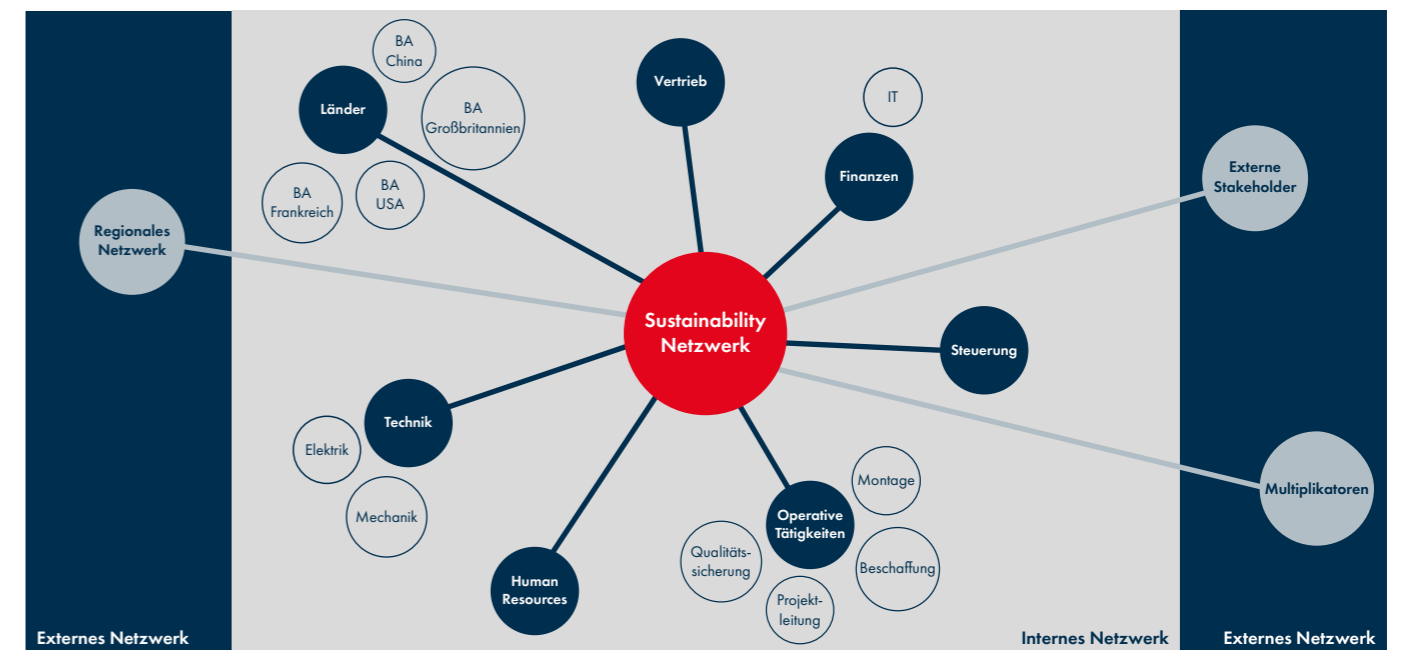 BA
China
Länder
BA
Großbritannien
BA
Frankreich
BA
USA
Vertrieb
IT
Finanzen
Externe
Stakeholder
Regionales
Netzwerk
Sustainability
Netzwerk
Steuerung
Technik
Elektrik
Mechanik
Human
Resources
Operative
Tätigkeiten
Montage
Qualitäts-
sicherung
Projekt-
leitung
Beschaffung
Multiplikatoren
Externes Netzwerk
Internes Netzwerk
Externes Netzwerk